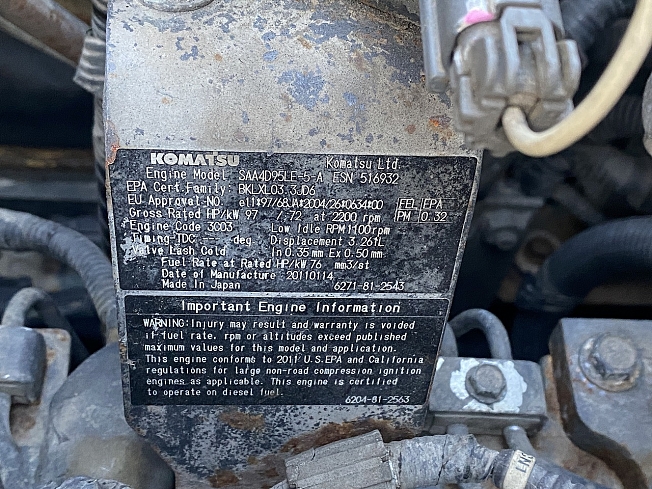 KOMATSU Komatsu Ltd.
Engine Model SAA4D95LE-5-A ESN 516932
EPA Cert.Family: BKLXL03.3JD6
EU Approval-NO. e11*97/68JA*2004/26*0634*00 FEL/EPA
Gross Rated HP/kW 97 / 72 at 2200 rpm PM 0.32
Engine Code 3C03 Low Idle RPM 1100rpm
Timing-TDC --- deg. Displacement 3.26ltL
Valve Lash Cold In 0.35mm Ex 0.50mm
Fuel Rate at Rated HP/kW 76 mm3/st
Date of Manufacture 20110114
Made In Japan 6271-81-2543
Important Engine Information
WARNING:Injury may result and warranty is voided
if fuel rate, rpm or altitudes exceed published
maximum values for this model and application.
This engine conforms to 2011 U.S.EPA and California
regulations for large non-road compression ignition
engines as applicable. This engine is certified
to operate on diesel fuel.
6204-81-2563